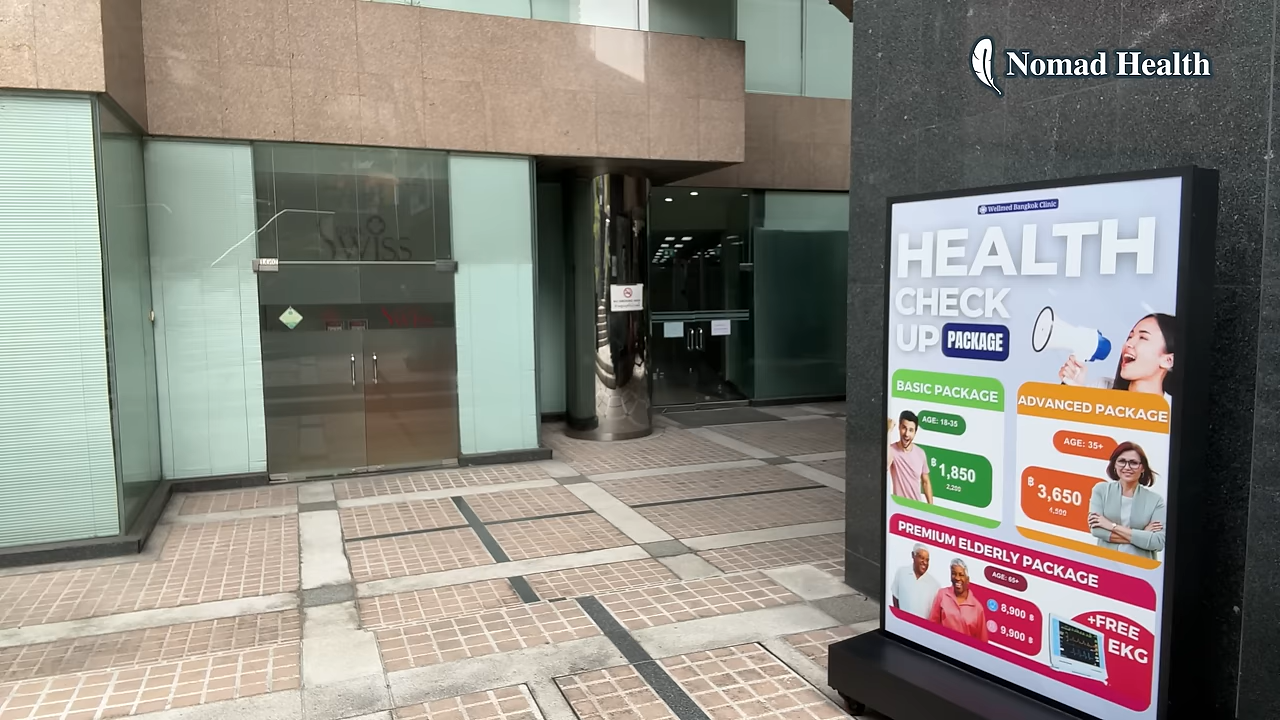 Nomad Health
Swiss
Wellmed Bangkok Clinic
HEALTH
CHECK
UP PACKAGE
BASIC PACKAGE
AGE: 18-35
฿ 1,850
2,200
ADVANCED PACKAGE
AGE: 35+
฿ 3,650
4,500
PREMIUM ELDERLY PACKAGE
AGE: 65+
8,900 ฿
9,900 ฿
+FREE
EKG